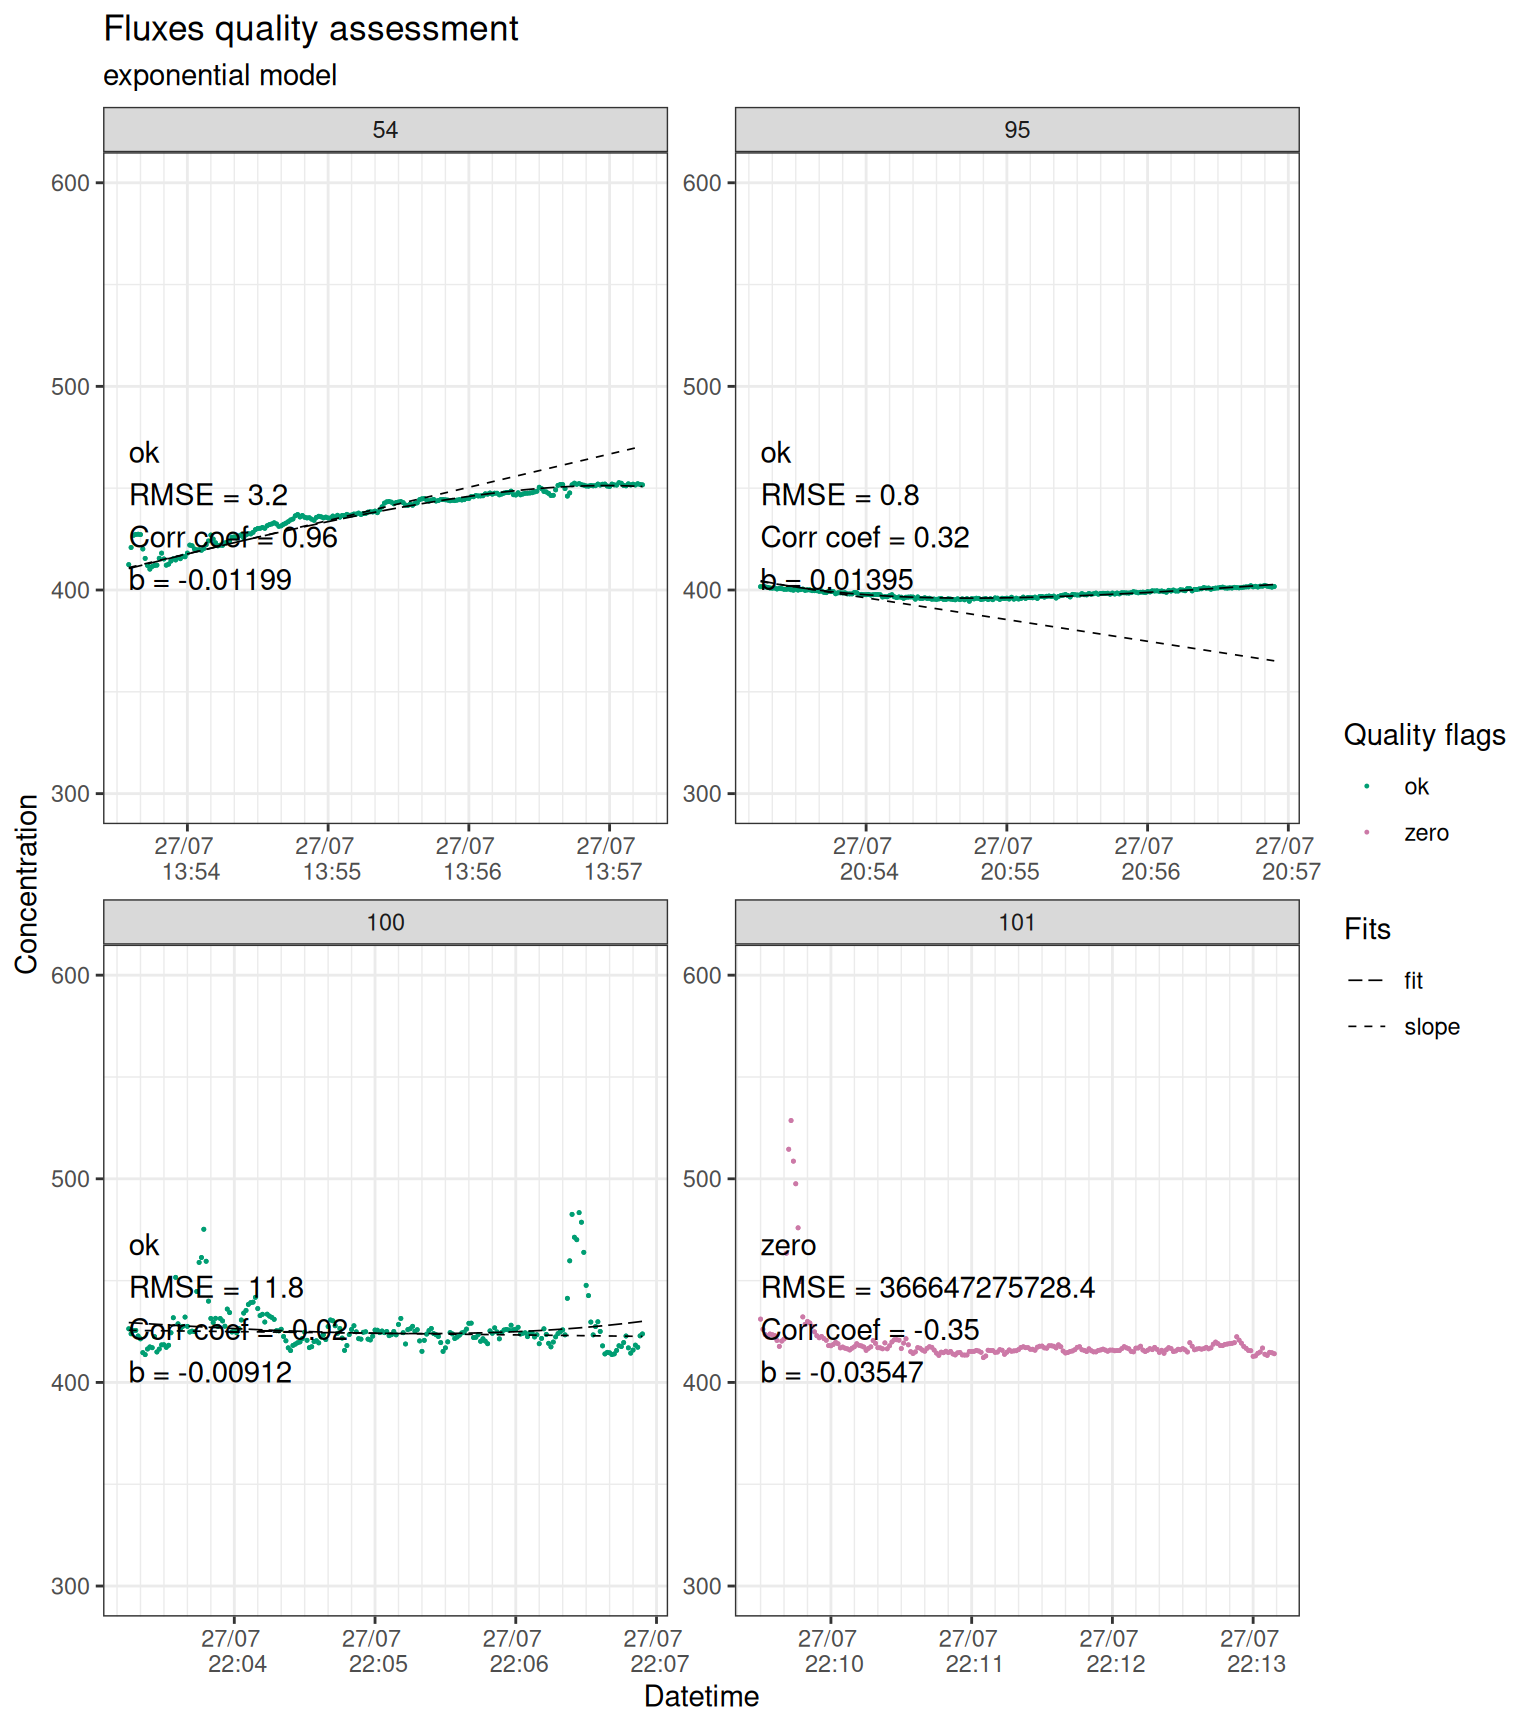 Fluxes quality assessment
exponential model
54
600
500
400
300
ok
RMSE = 3.2
Corr coef = 0.96
b = -0.01199
27/07
13:54
27/07
13:55
27/07
13:56
27/07
13:57
95
600
500
400
300
ok
RMSE = 0.8
Corr coef = 0.32
b = 0.01395
27/07
20:54
27/07
20:55
27/07
20:56
27/07
20:57
Concentration
100
600
500
400
300
ok
RMSE = 11.8
Corr coef = -0.02
b = -0.00912
27/07
22:04
27/07
22:05
27/07
22:06
27/07
22:07
101
600
500
400
300
zero
RMSE = 366647275728.4
Corr coef = -0.35
b = -0.03547
27/07
22:10
27/07
22:11
27/07
22:12
27/07
22:13
Datetime
Quality flags
ok
zero
Fits
fit
slope